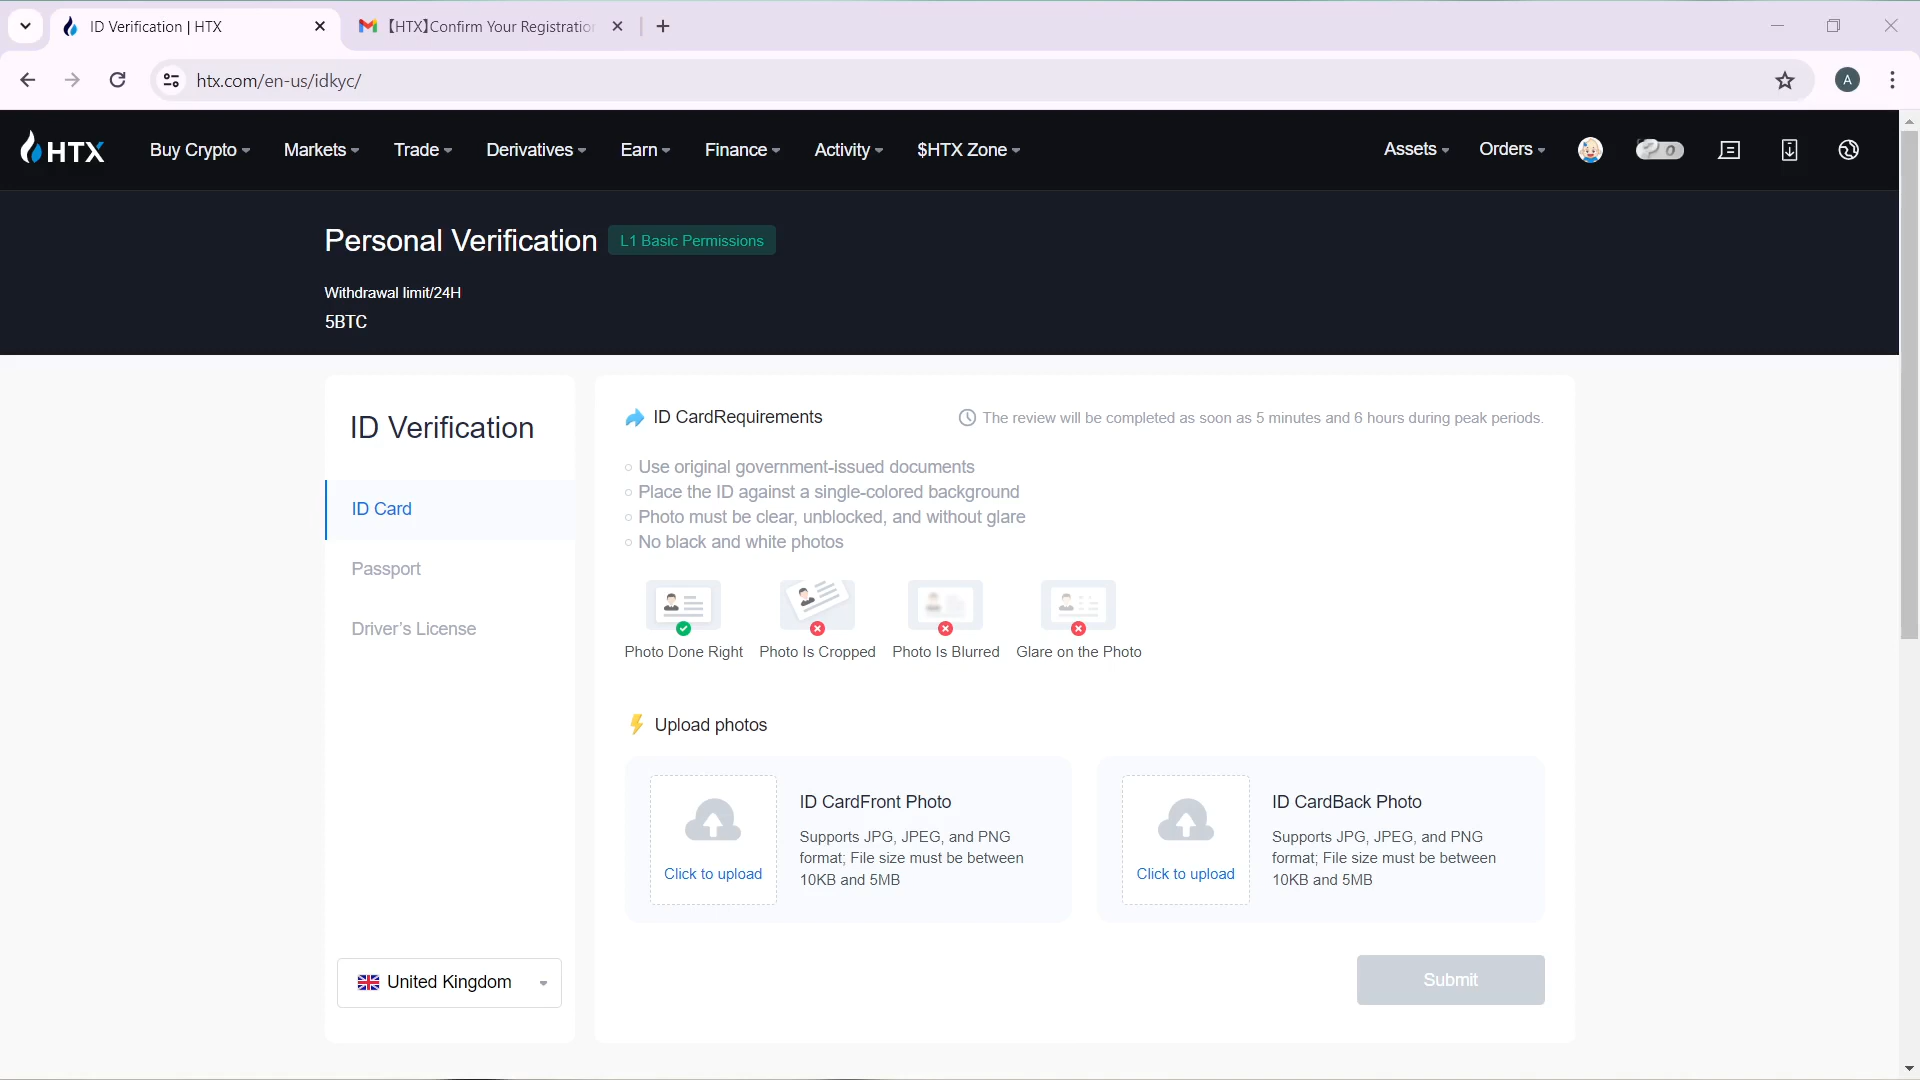 ID Verification | HTX
【HTX】Confirm Your Registration
htx.com/en-us/idkyc/
A
HTX
Buy Crypto
Markets
Trade
Derivatives
Earn
Finance
Activity
$HTX Zone
Assets
Orders
0
Personal Verification
L1 Basic Permissions
Withdrawal limit/24H
5BTC
ID Verification
ID Card
Passport
Driver's License
United Kingdom
ID CardRequirements
The review will be completed as soon as 5 minutes and 6 hours during peak periods.
Use original government-issued documents
Place the ID against a single-colored background
Photo must be clear, unblocked, and without glare
No black and white photos
Photo Done Right
Photo Is Cropped
Photo Is Blurred
Glare on the Photo
Upload photos
Click to upload
ID CardFront Photo
Supports JPG, JPEG, and PNG
format; File size must be between
10KB and 5MB
Click to upload
ID CardBack Photo
Supports JPG, JPEG, and PNG
format; File size must be between
10KB and 5MB
Submit